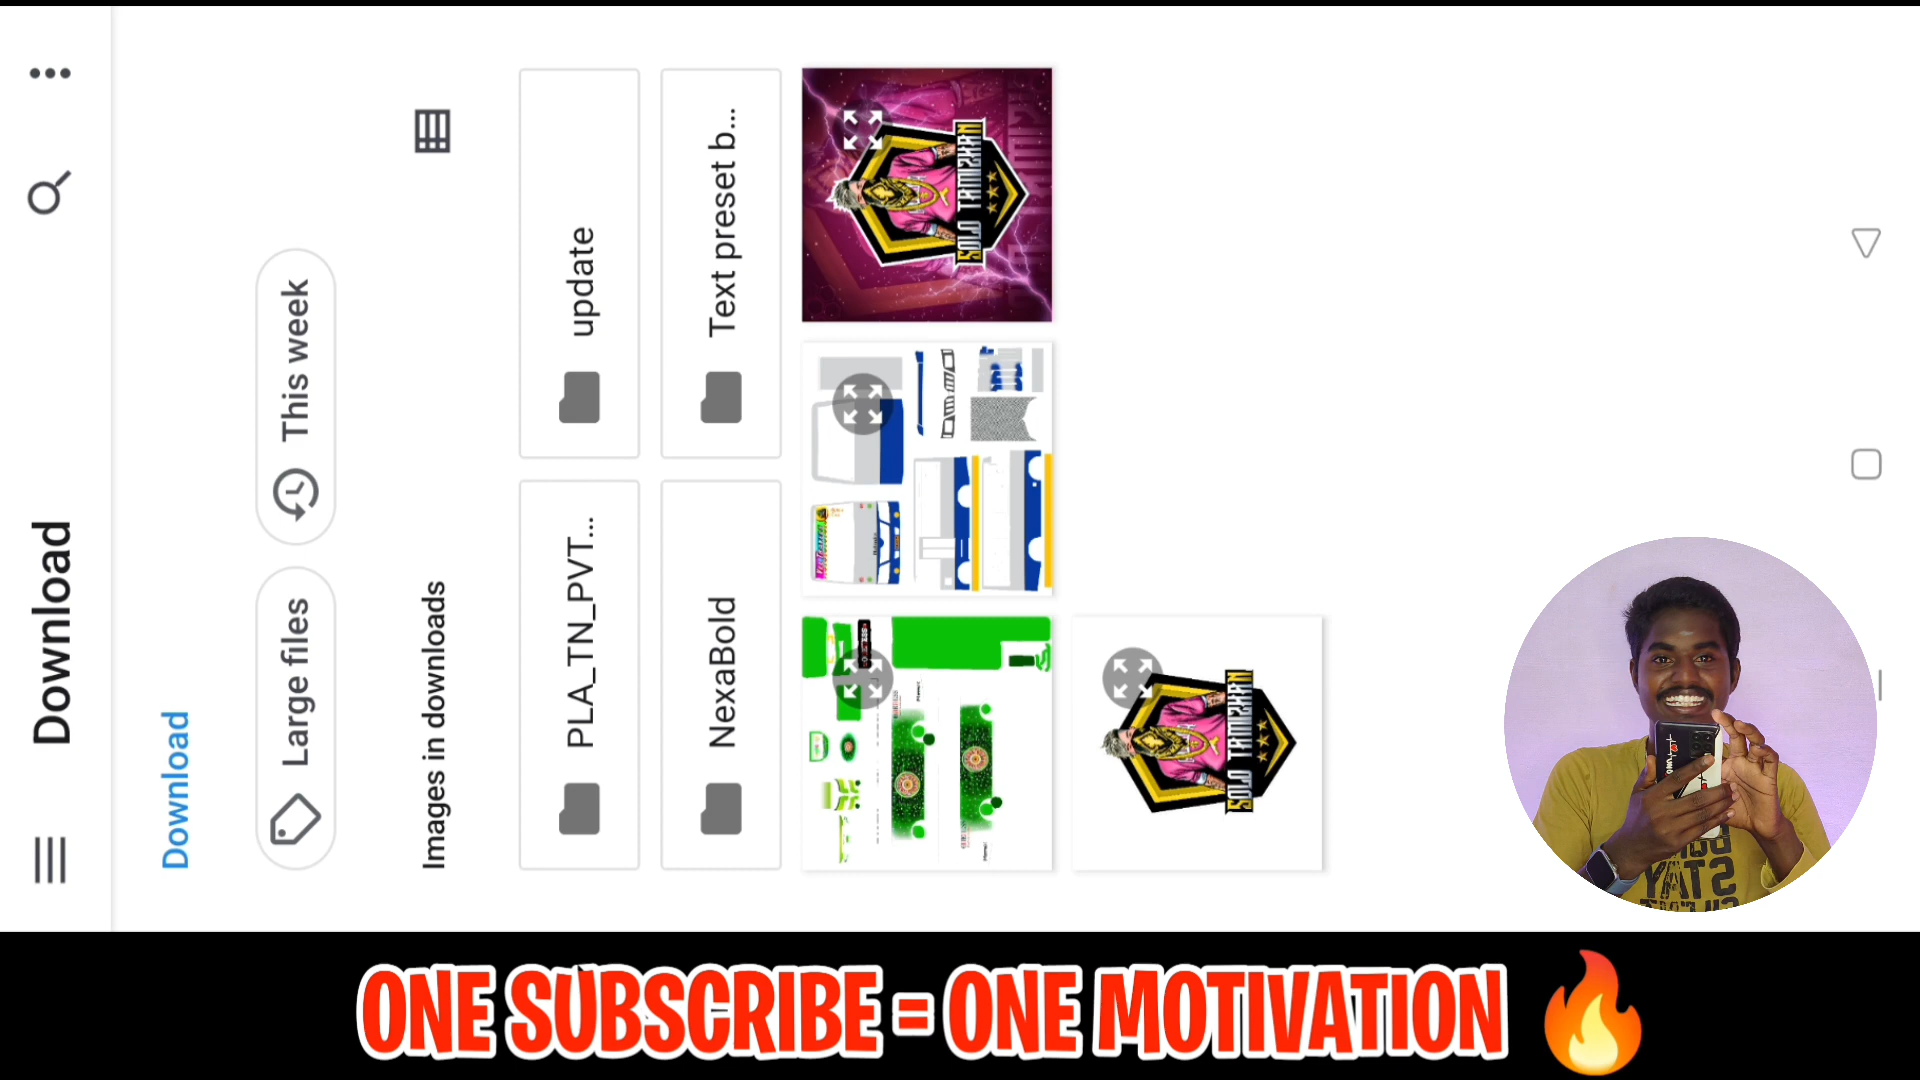 Download
Download
Large files
This week
Images in downloads
PLA_TN_PVT...
update
NexaBold
Text preset b...
SOLO TAMIZHAN
SOLO TAMIZHAN
ONE SUBSCRIBE = ONE MOTIVATION